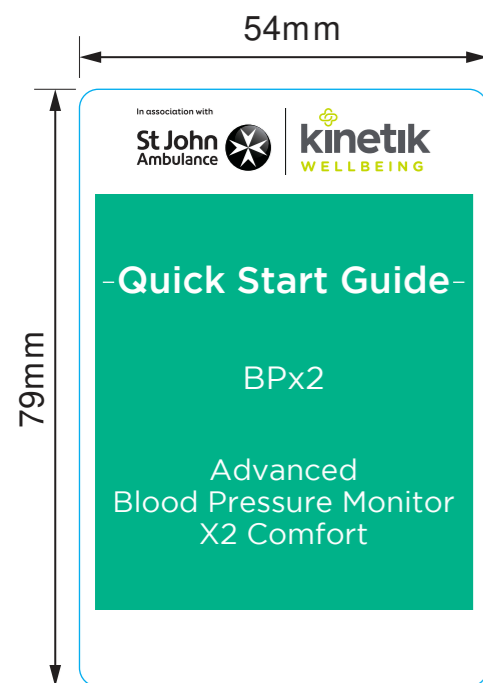 54mm
79mm
In association with
St John
Ambulance
kinetik
WELLBEING
-Quick Start Guide-
BPx2
Advanced
Blood Pressure Monitor
X2 Comfort